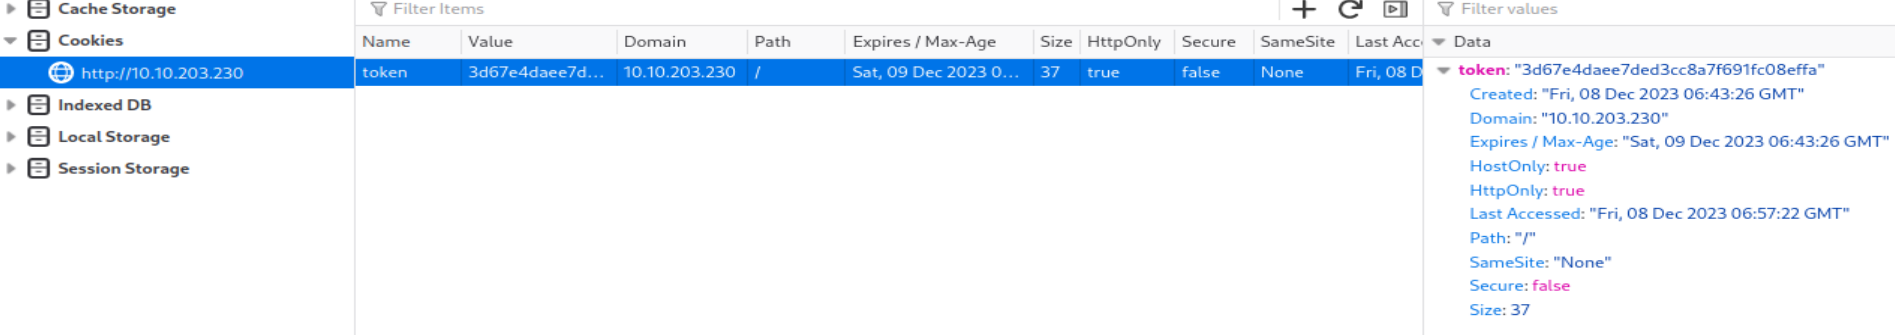 Cache Storage
Cookies
http://10.10.203.230
Indexed DB
Local Storage
Session Storage
Filter Items
Name Value Domain Path Expires / Max-Age Size HttpOnly Secure SameSite Last Acc
token 3d67e4daee7d... 10.10.203.230 / Sat, 09 Dec 2023 0... 37 true false None Fri, 08 D
Filter values
Data
token: "3d67e4daee7ded3cc8a7f691fc08effa"
Created: "Fri, 08 Dec 2023 06:43:26 GMT"
Domain: "10.10.203.230"
Expires / Max-Age: "Sat, 09 Dec 2023 06:43:26 GMT"
HostOnly: true
HttpOnly: true
Last Accessed: "Fri, 08 Dec 2023 06:57:22 GMT"
Path: "/"
SameSite: "None"
Secure: false
Size: 37